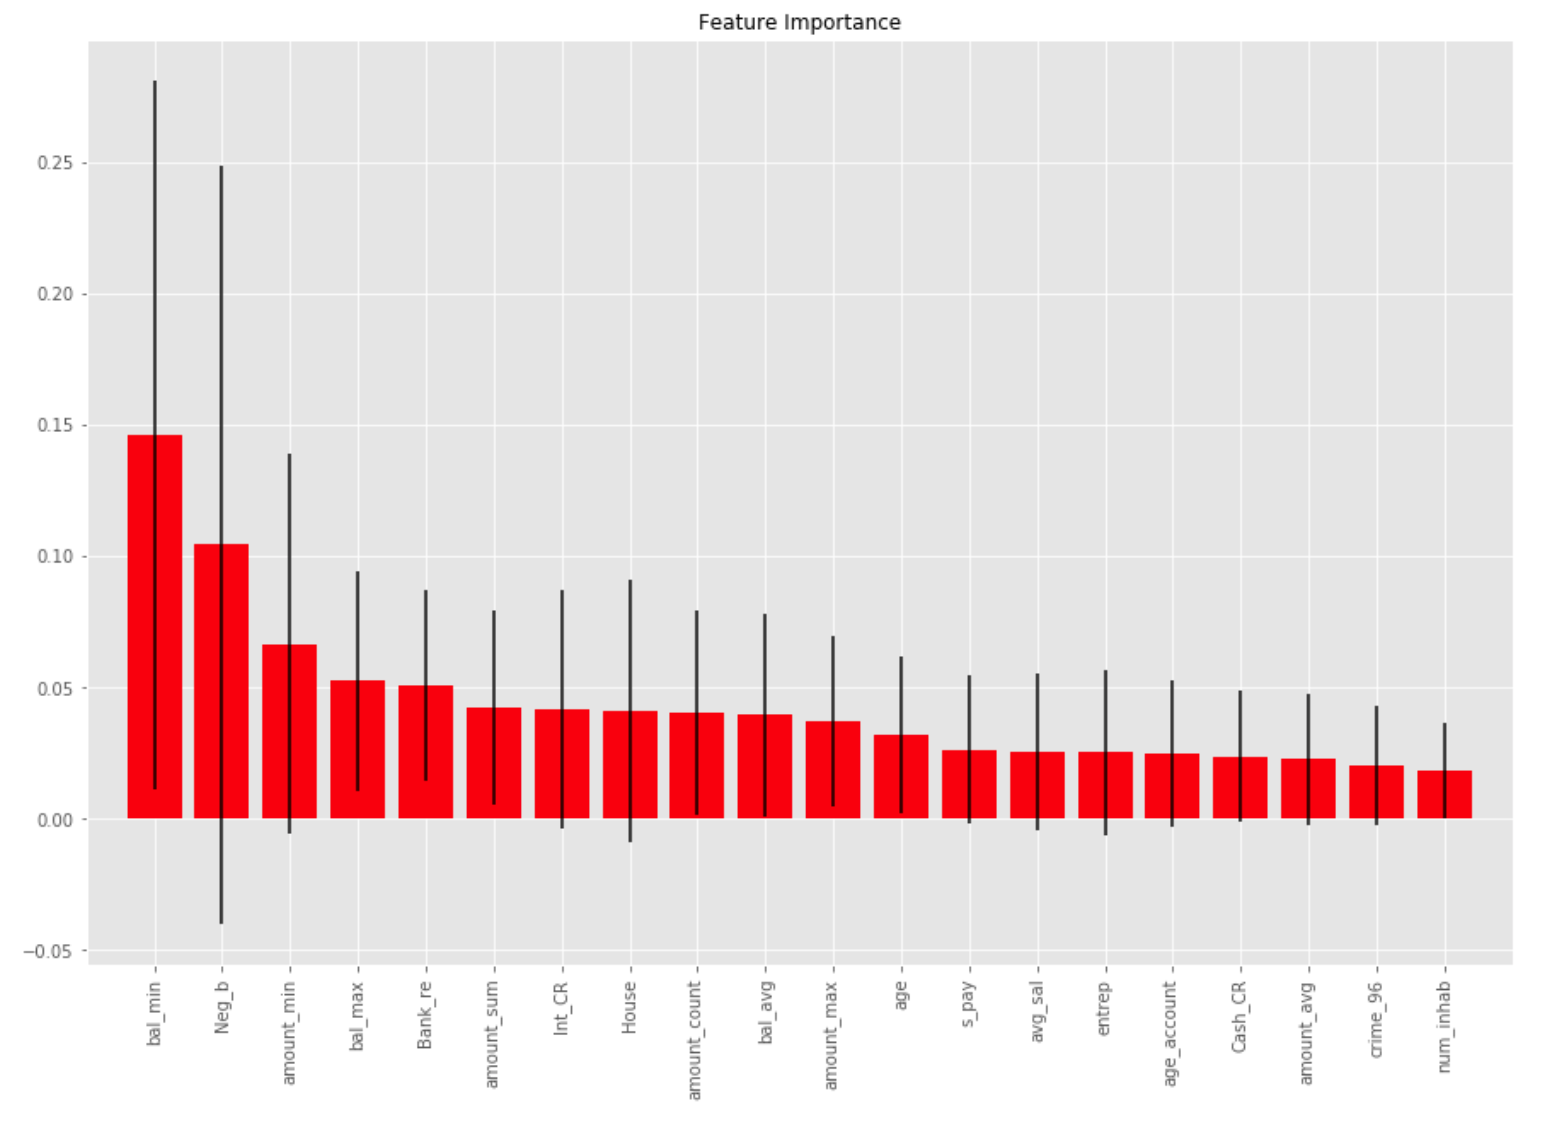 Feature Importance
0.25
0.20
0.15
0.10
0.05
0.00
−0.05
bal_min
Neg_b
amount_min
bal_max
Bank_re
amount_sum
Int_CR
House
amount_count
bal_avg
amount_max
age
s_pay
avg_sal
entrep
age_account
Cash_CR
amount_avg
crime_96
num_inhab